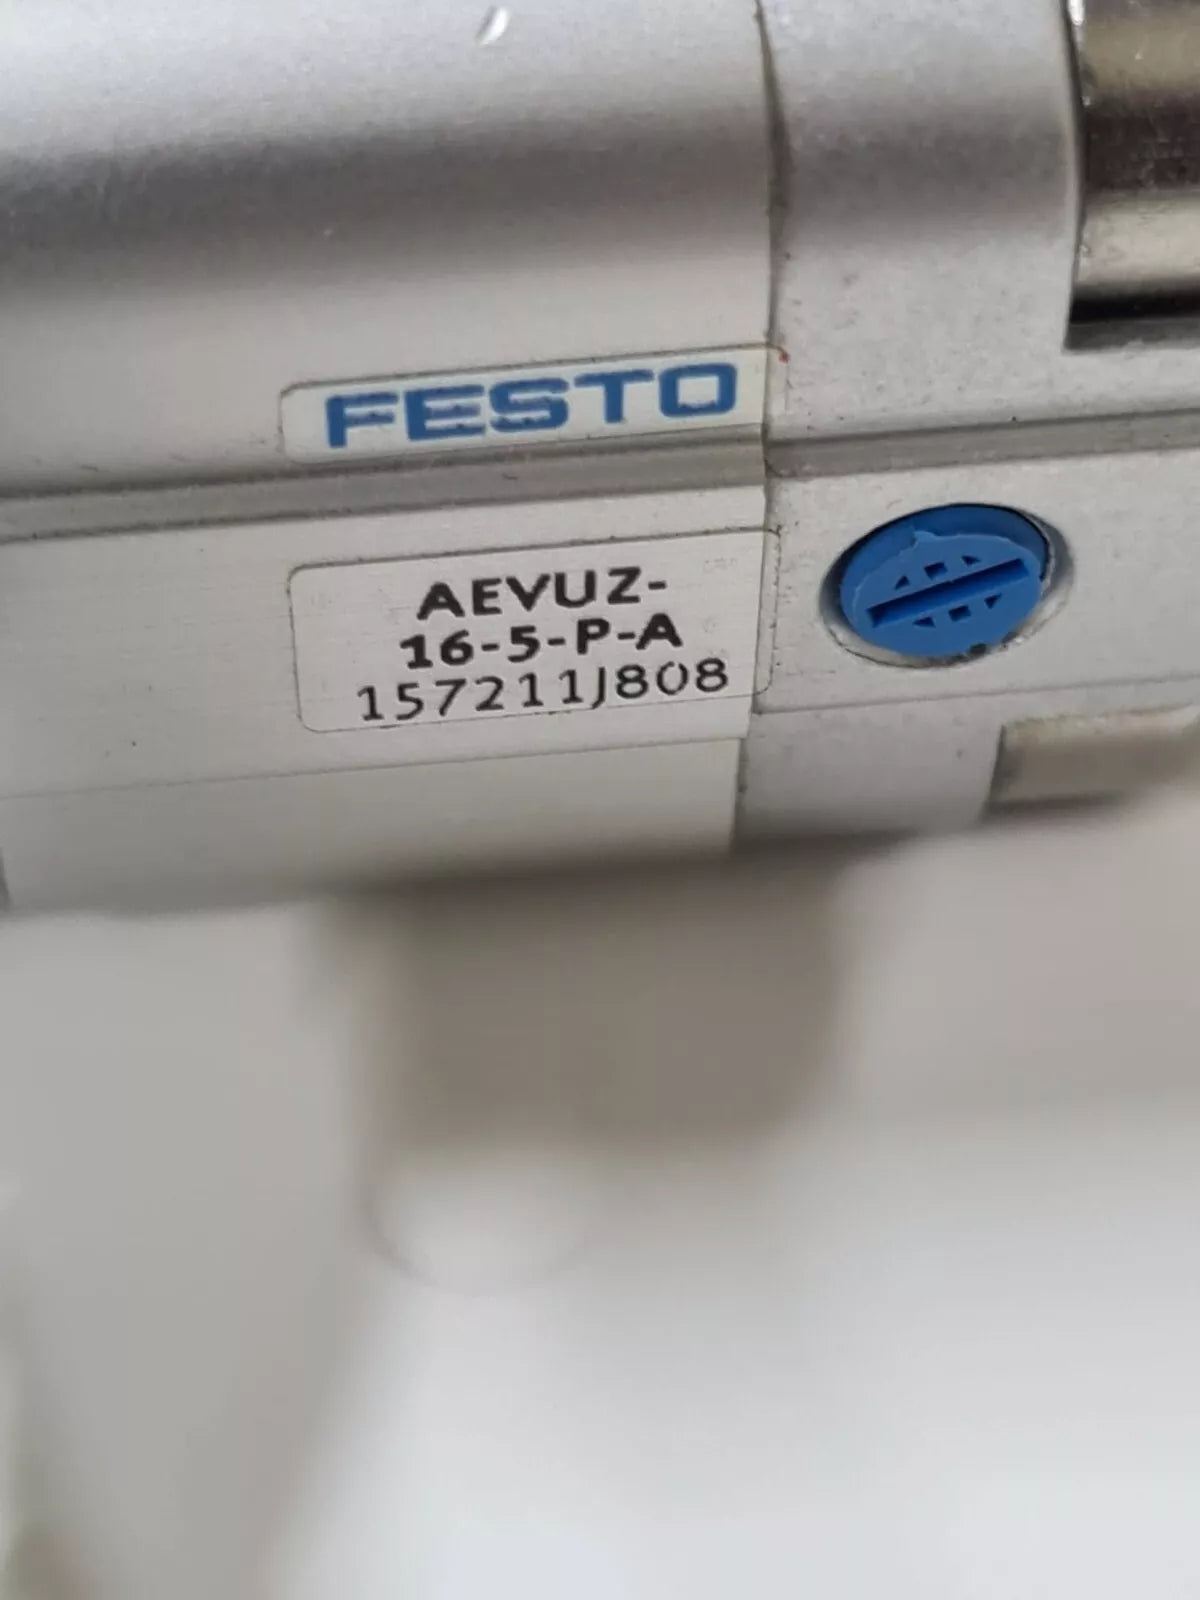 FESTO
AEVUZ-
16-5-P-A
157211J808